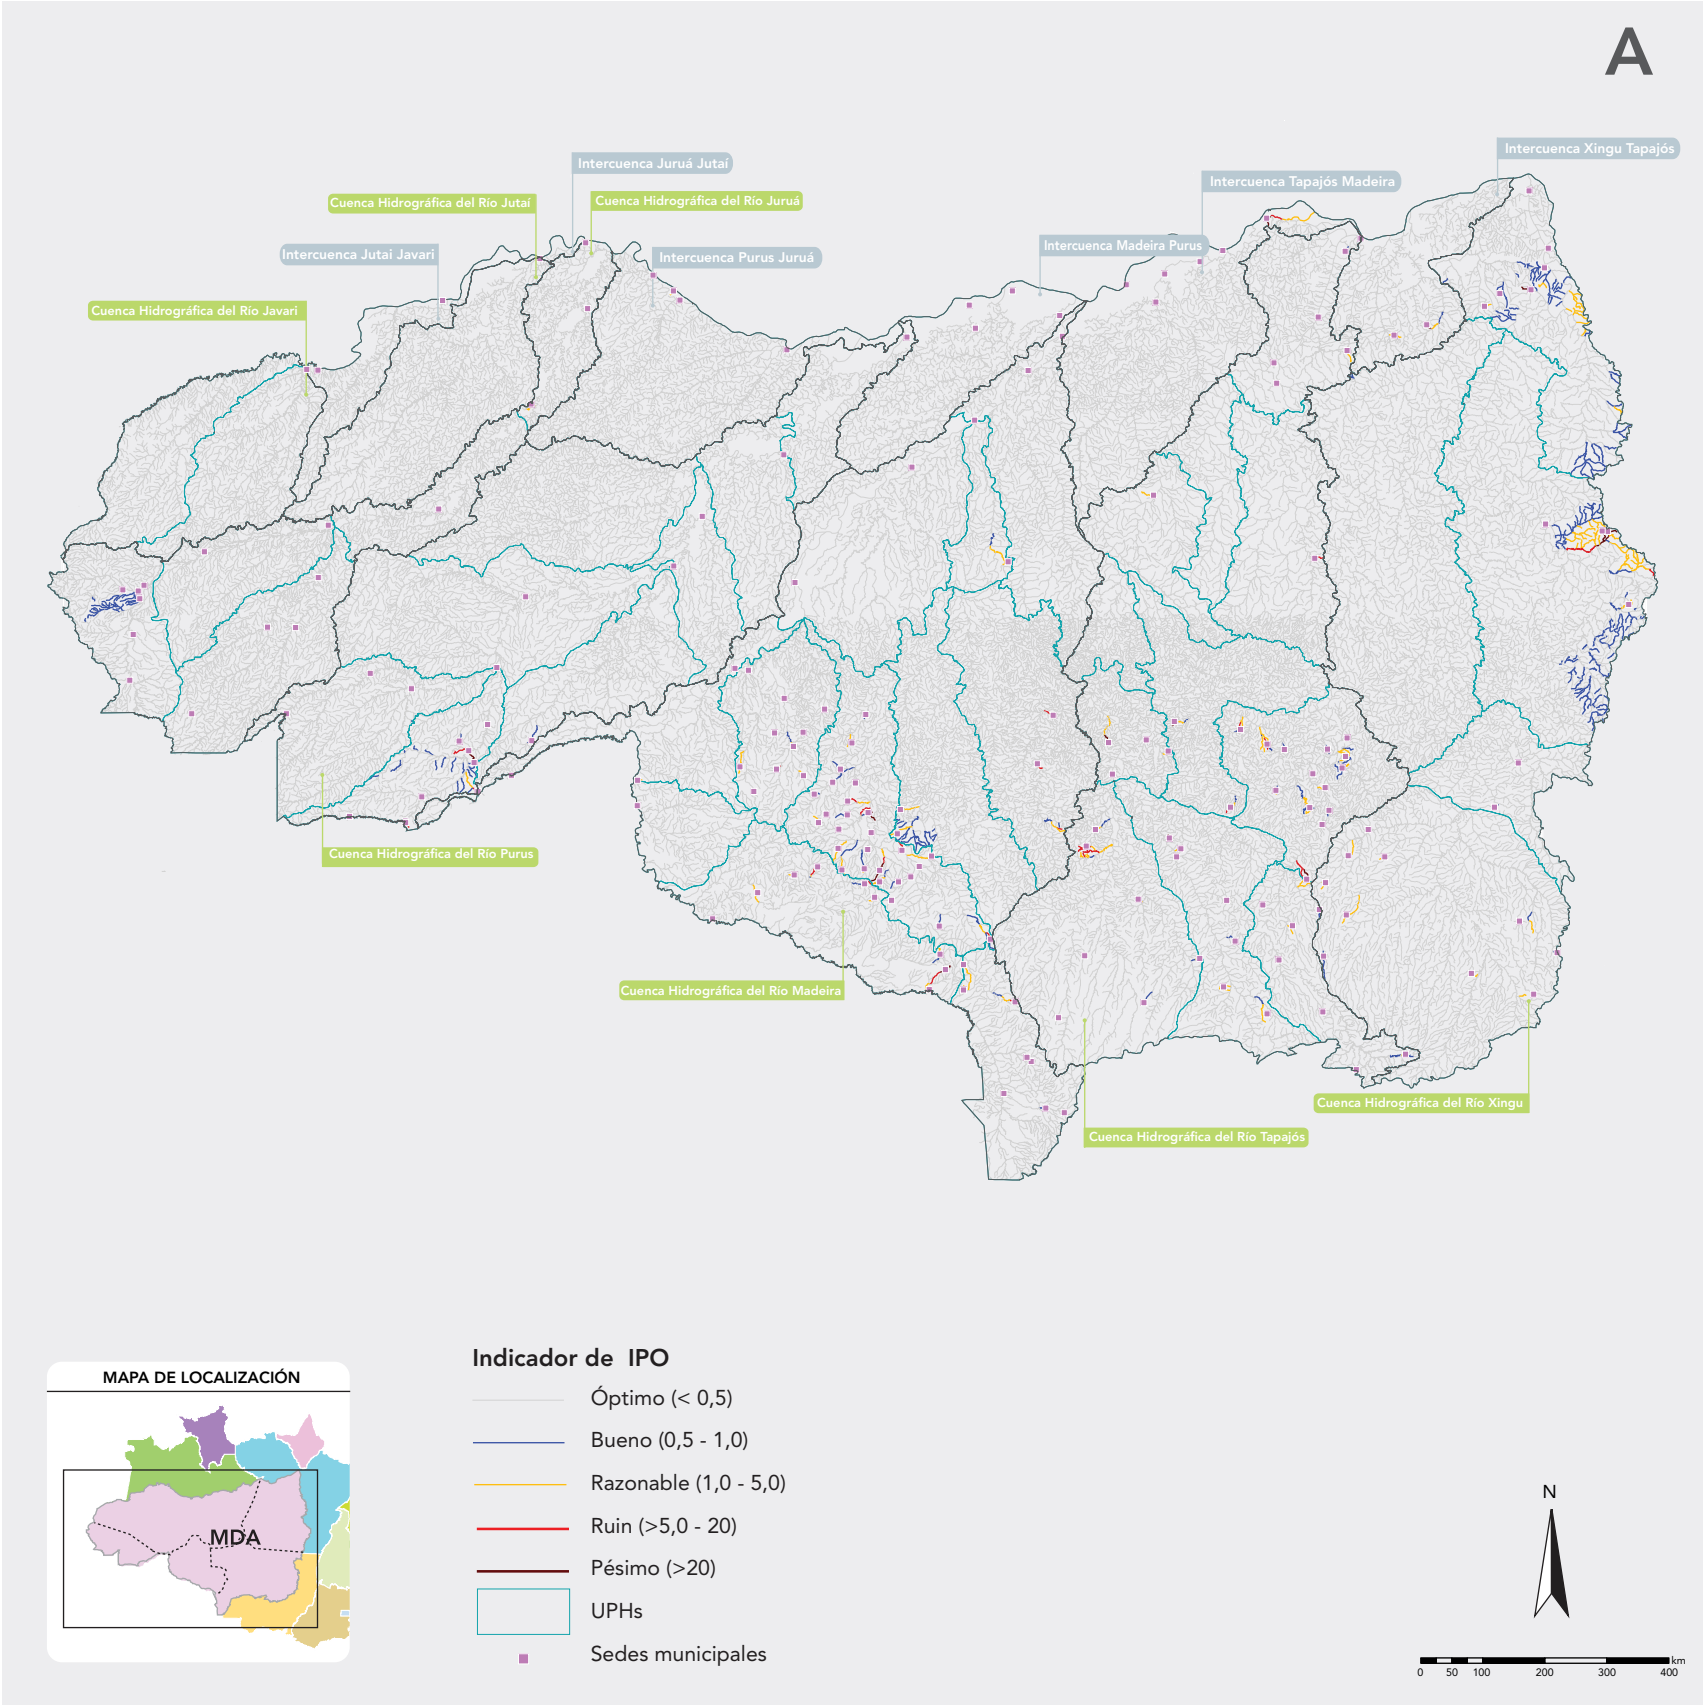 A
Intercuenca Xingu Tapajós
Intercuenca Juruá Jutaí
Intercuenca Tapajós Madeira
Cuenca Hidrográfica del Río Jutaí
Cuenca Hidrográfica del Río Juruá
Intercuenca Madeira Purus
Intercuenca Jutai Javari
Intercuenca Purus Juruá
Cuenca Hidrográfica del Río Javari
Cuenca Hidrográfica del Río Purus
Cuenca Hidrográfica del Río Madeira
Cuenca Hidrográfica del Río Xingu
Cuenca Hidrográfica del Río Tapajós
MAPA DE LOCALIZACIÓN
MDA
Indicador de IPO
Óptimo (< 0,5)
Bueno (0,5 - 1,0)
Razonable (1,0 - 5,0)
Ruin (>5,0 - 20)
Pésimo (>20)
UPHs
Sedes municipales
N
km
0 50 100 200 300 400